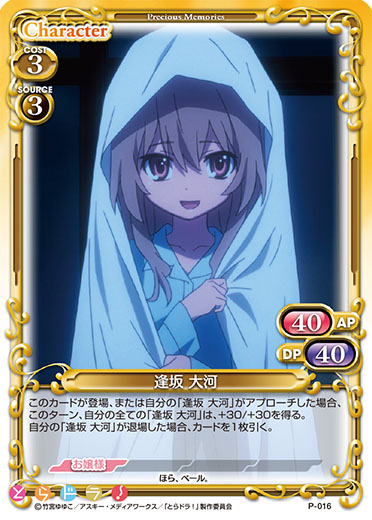 Precious Memories
Character
COST
3
SOURCE
3
40 AP
DP 40
逢坂 大河
このカードが登場、または自分の「逢坂 大河」がアプローチした場合、
このターン、自分の全ての「逢坂 大河」は、+30/+30を得る。
自分の「逢坂 大河」が退場した場合、カードを1枚引く。
お嬢様
ほら、ベール。
とらドラ!
©竹宮ゆゆこ/アスキー・メディアワークス/「とらドラ!」製作委員会
P-016